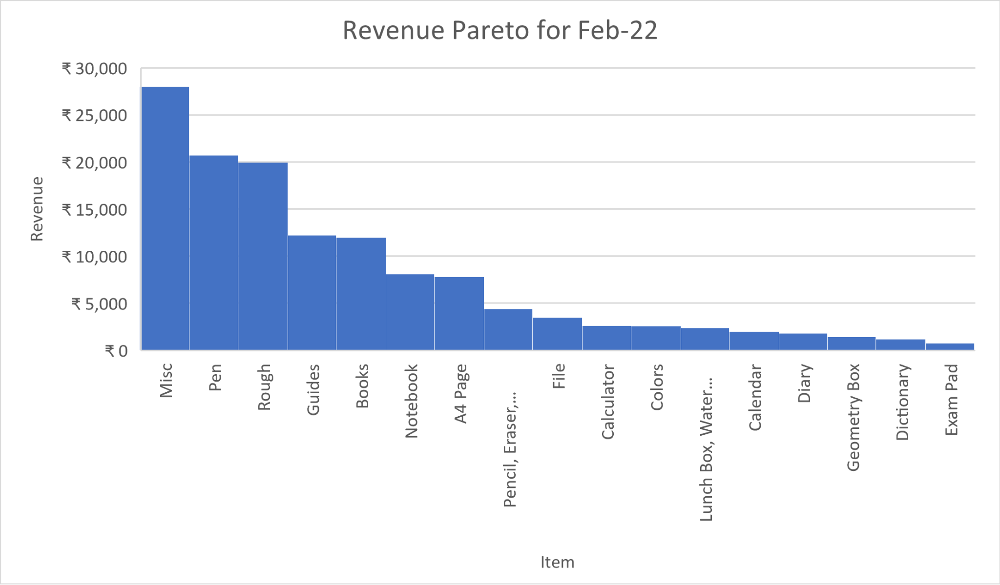 Revenue Pareto for Feb-22
₹ 30,000
₹ 25,000
₹ 20,000
₹ 15,000
₹ 10,000
₹ 5,000
₹ 0
Revenue
Misc
Pen
Rough
Guides
Books
Notebook
A4 Page
Pencil, Eraser,...
File
Calculator
Colors
Lunch Box, Water...
Calendar
Diary
Geometry Box
Dictionary
Exam Pad
Item